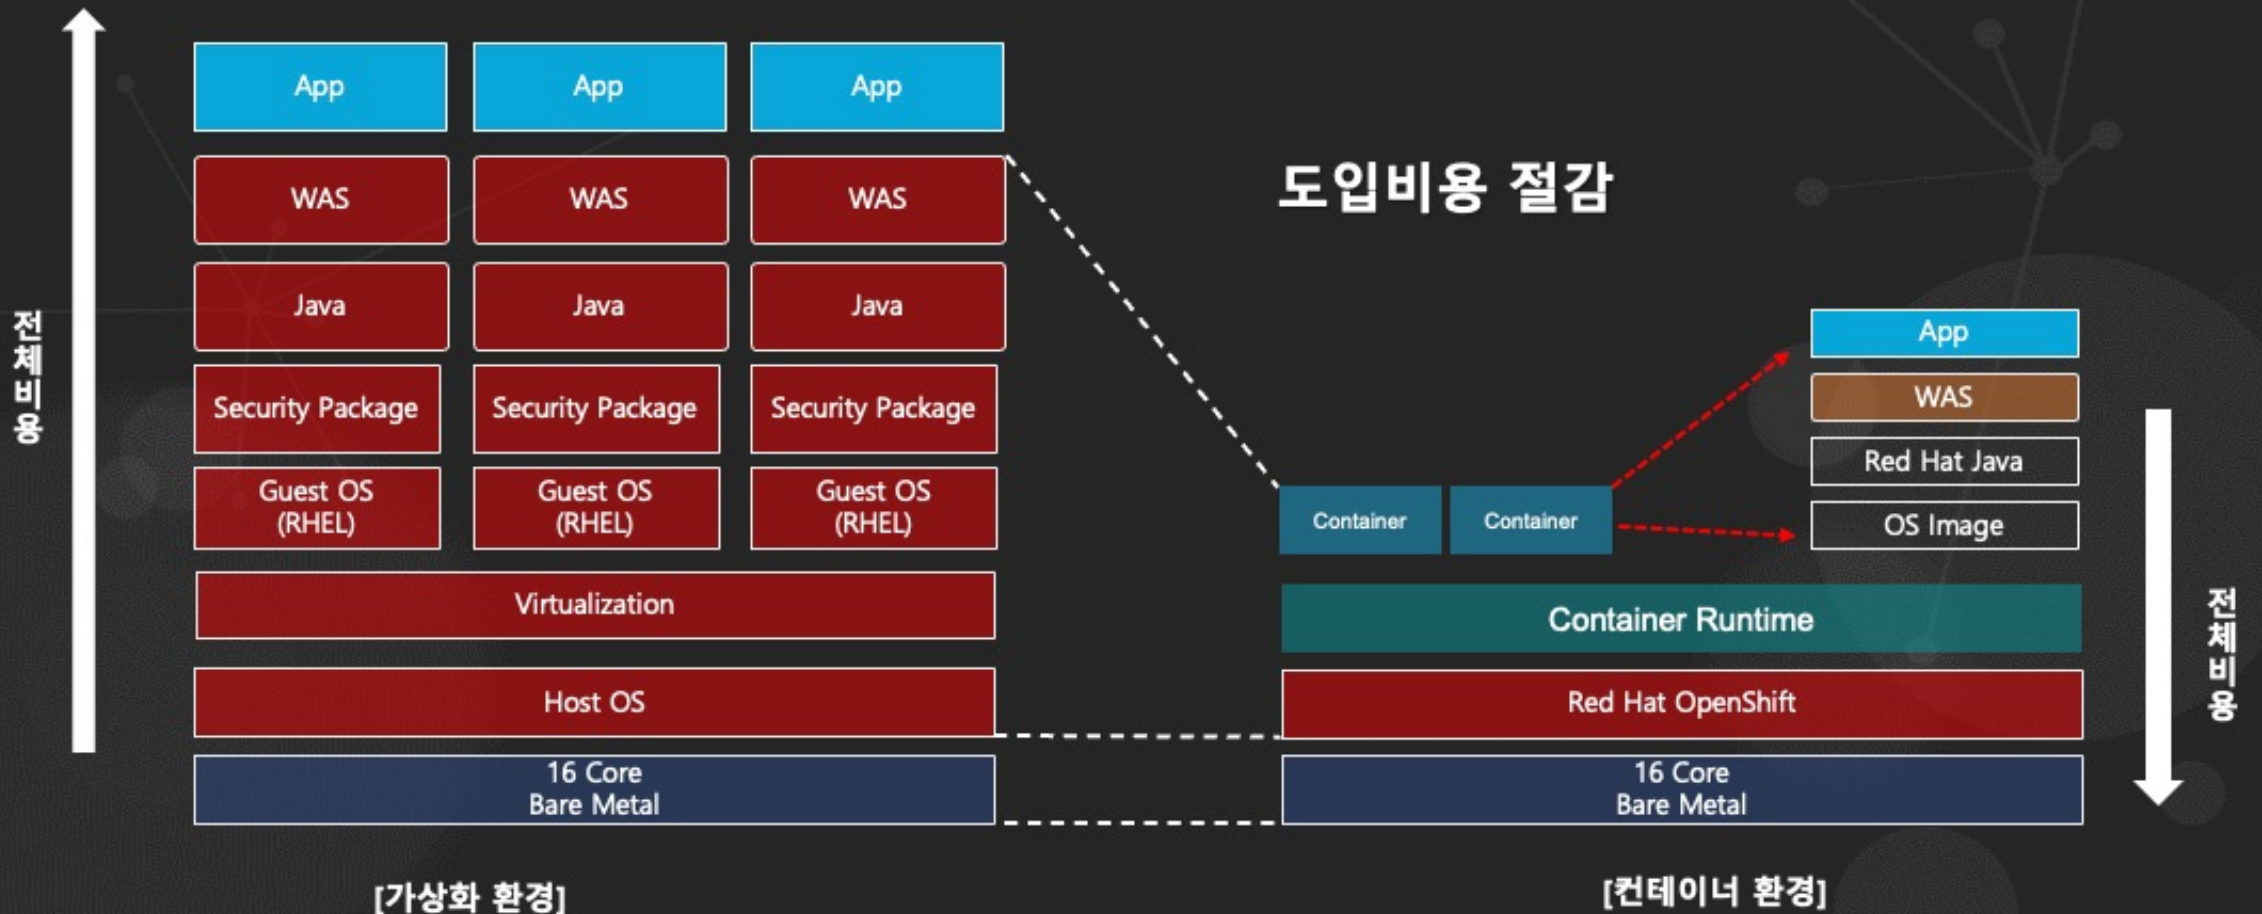 전체비용
App
App
App
WAS
WAS
WAS
Java
Java
Java
Security Package
Security Package
Security Package
Guest OS
(RHEL)
Guest OS
(RHEL)
Guest OS
(RHEL)
Virtualization
Host OS
16 Core
Bare Metal
[가상화 환경]
도입비용 절감
Container
Container
App
WAS
Red Hat Java
OS Image
Container Runtime
Red Hat OpenShift
16 Core
Bare Metal
[컨테이너 환경]
전체비용